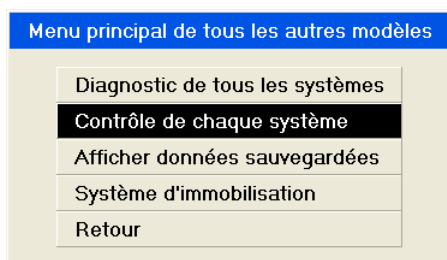 Menu principal de tous les autres modèles
Diagnostic de tous les systèmes
Contrôle de chaque système
Afficher données sauvegardées
Système d'immobilisation
Retour